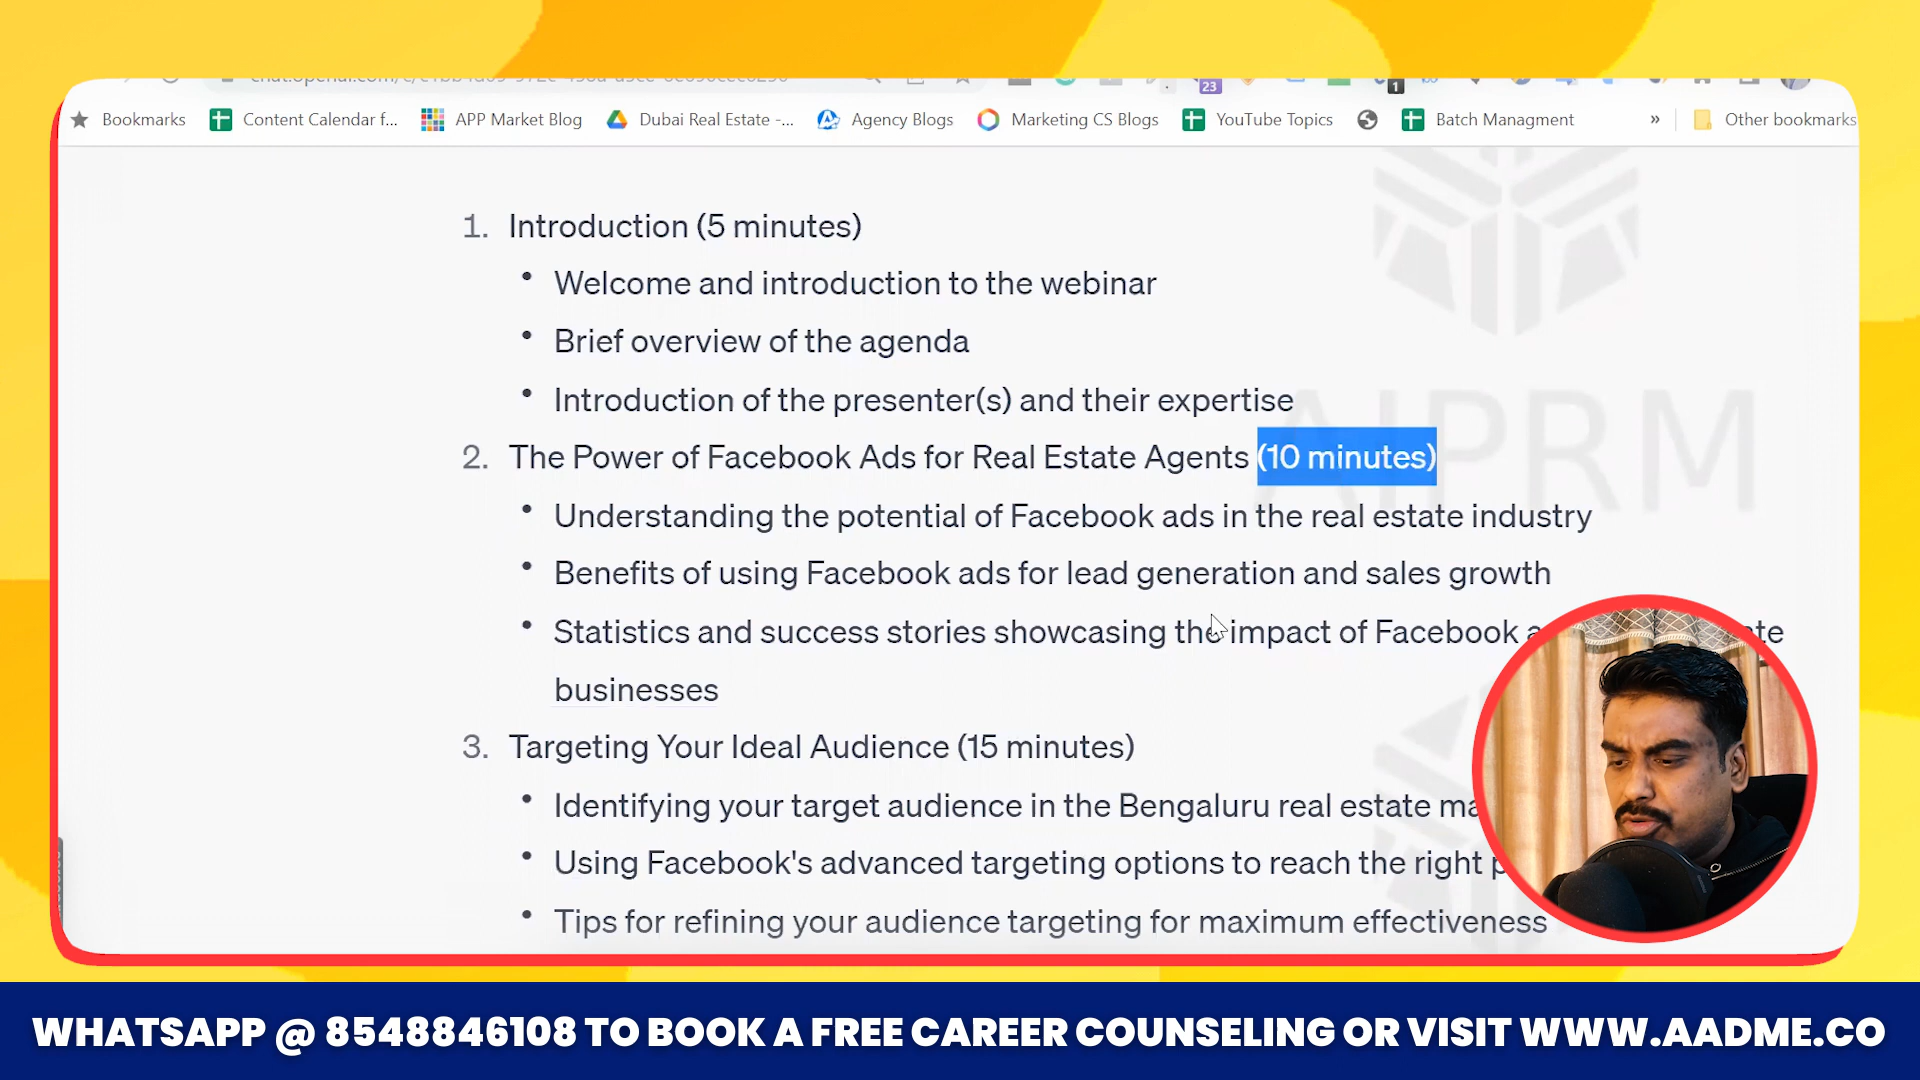 23
1
Bookmarks
Content Calendar f...
APP Market Blog
Dubai Real Estate -...
Agency Blogs
Marketing CS Blogs
YouTube Topics
Batch Managment
»
Other bookmarks
1. Introduction (5 minutes)
• Welcome and introduction to the webinar
• Brief overview of the agenda
• Introduction of the presenter(s) and their expertise
2. The Power of Facebook Ads for Real Estate Agents (10 minutes)
• Understanding the potential of Facebook ads in the real estate industry
• Benefits of using Facebook ads for lead generation and sales growth
• Statistics and success stories showcasing the impact of Facebook
businesses
3. Targeting Your Ideal Audience (15 minutes)
• Identifying your target audience in the Bengaluru real estate
• Using Facebook's advanced targeting options to reach the right
• Tips for refining your audience targeting for maximum effectiveness
AIPRM
WHATSAPP @ 8548846108 TO BOOK A FREE CAREER COUNSELING OR VISIT WWW.AADME.CO